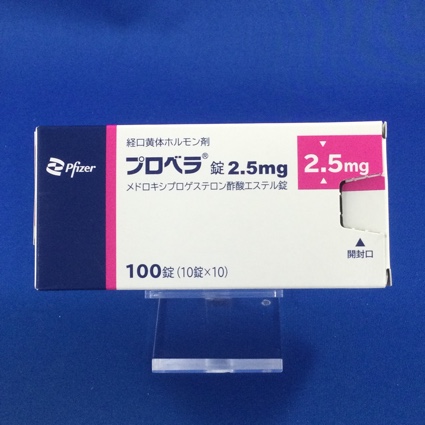 Pfizer
経口黄体ホルモン剤
プロベラ® 錠 2.5mg
メドロキシプロゲステロン酢酸エステル錠
100錠 (10錠×10)
2.5mg
開封口